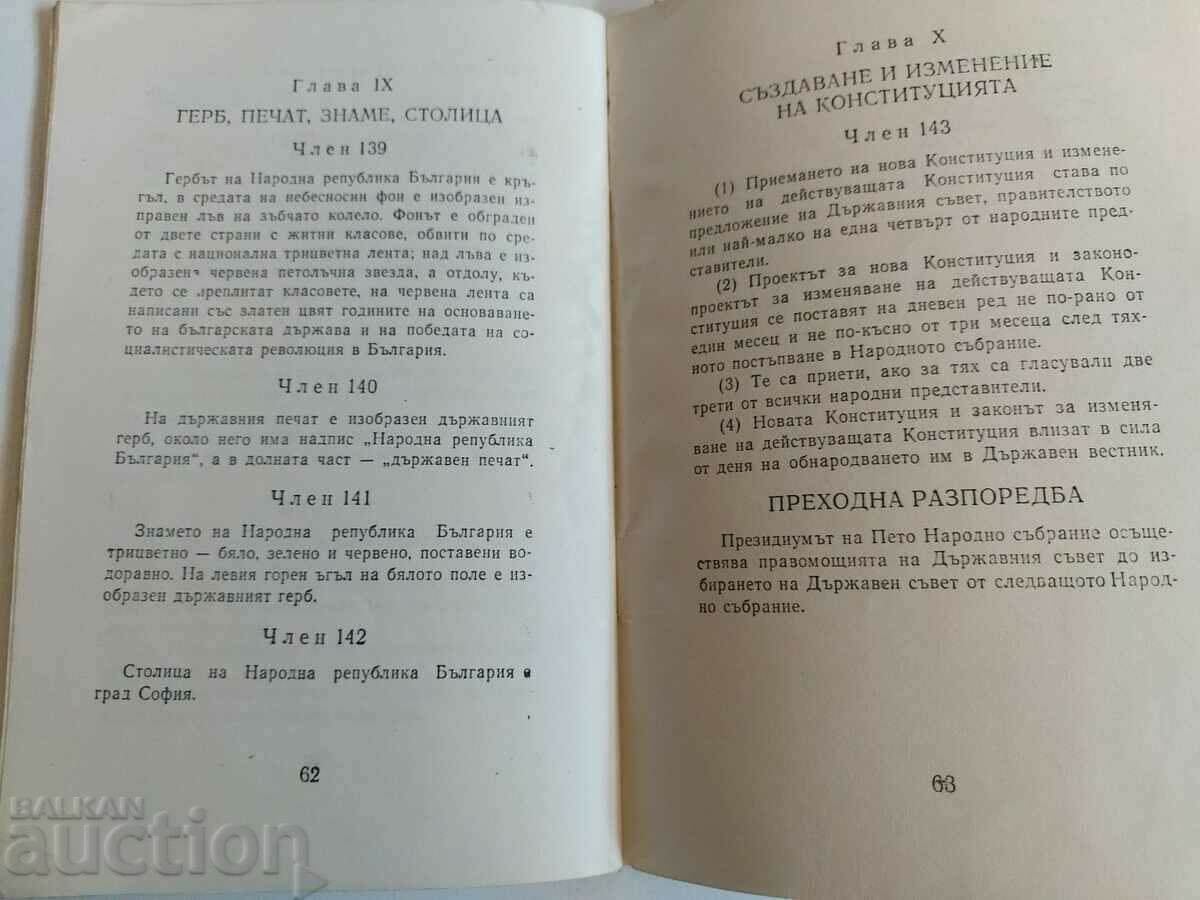 Глава IX
ГЕРБ, ПЕЧАТ, ЗНАМЕ, СТОЛИЦА
Член 139
Гербът на Народна република България е кръ-
гъл, в средата на небесносин фон е изобразен из-
правен лъв на зъбчато колело. Фонът е обграден
от двете страни с житни класове, обвити по сре-
дата с национална трицветна лента; над лъва е из-
образена червена петолъчна звезда, а отдолу, къ-
дето се преплитат класовете, на червена лента са
написани със златен цвят годините на основаването
то на българската държава и на победата на со-
циалистическата революция в България.
Член 140
На държавния печат е изобразен държавният
герб, около него има надпис „Народна република
България“, а в долната част — „държавен печат“.
Член 141
Знамето на Народна република България е
трицветно — бяло, зелено и червено, поставени во-
доравно. На левия горен ъгъл на бялото поле е из-
образен държавният герб.
Член 142
Столица на Народна република България е
град София.
62
Глава X
СЪЗДАВАНЕ И ИЗМЕНЕНИЕ
НА КОНСТИТУЦИЯТА
Член 143
(1) Приемането на нова Конституция и измене-
нието на действуващата Конституция става по
предложение на Държавния съвет, правителството
или най-малко на една четвърт от народните пред-
ставители.
(2) Проектът за нова Конституция и законо-
проектът за изменяване на действуващата Кон-
ституция се поставят на дневен ред не по-рано от
един месец и не по-късно от три месеца след тях-
ното постъпване в Народното събрание.
(3) Те са приети, ако за тях са гласували две
трети от всички народни представители.
(4) Новата Конституция и законът за изменя-
ване на действуващата Конституция влизат в сила
от деня на обнародването им в Държавен вестник.
ПРЕХОДНА РАЗПОРЕДБА
Президиумът на Пето Народно събрание осъщес
ствява правомощията на Държавния съвет до из-
бирането на Държавен съвет от следващото Народ-
но събрание.
63
BALKAN
auction